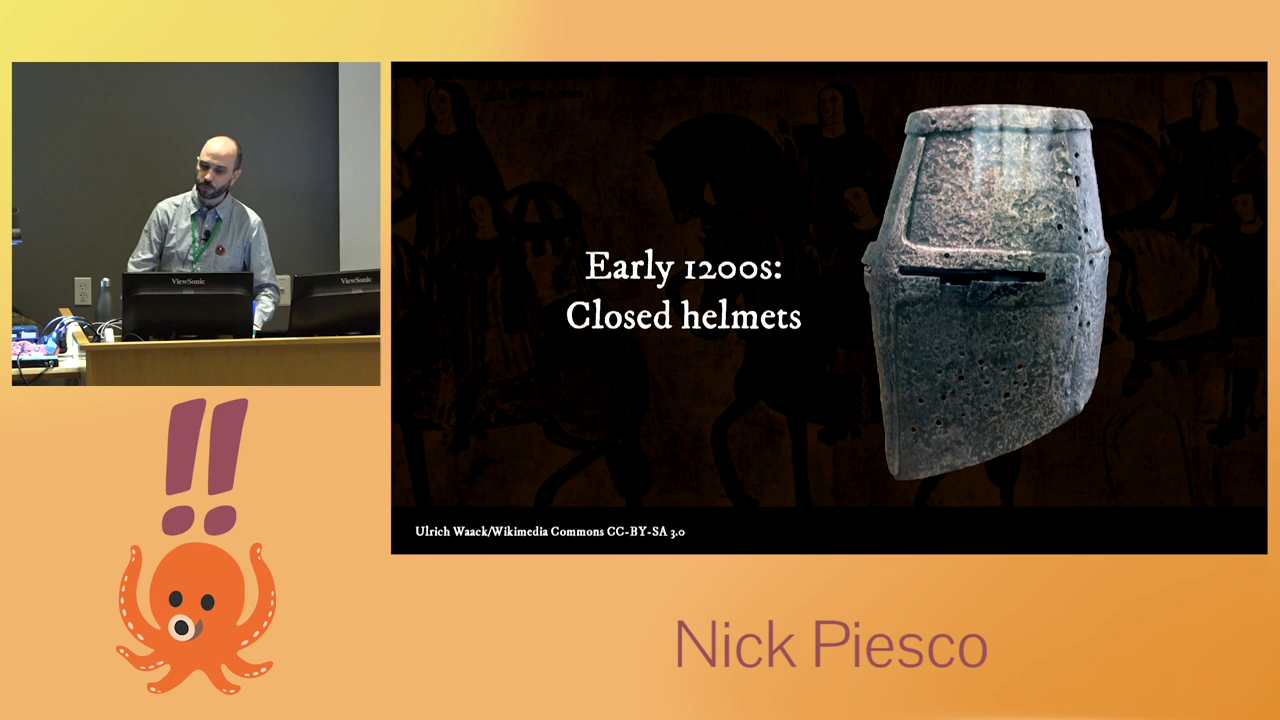 ViewSonic
ViewSonic
Early 1200s:
Closed helmets
Ulrich Waack/Wikimedia Commons CC-BY-SA 3.0
!!
Nick Piesco